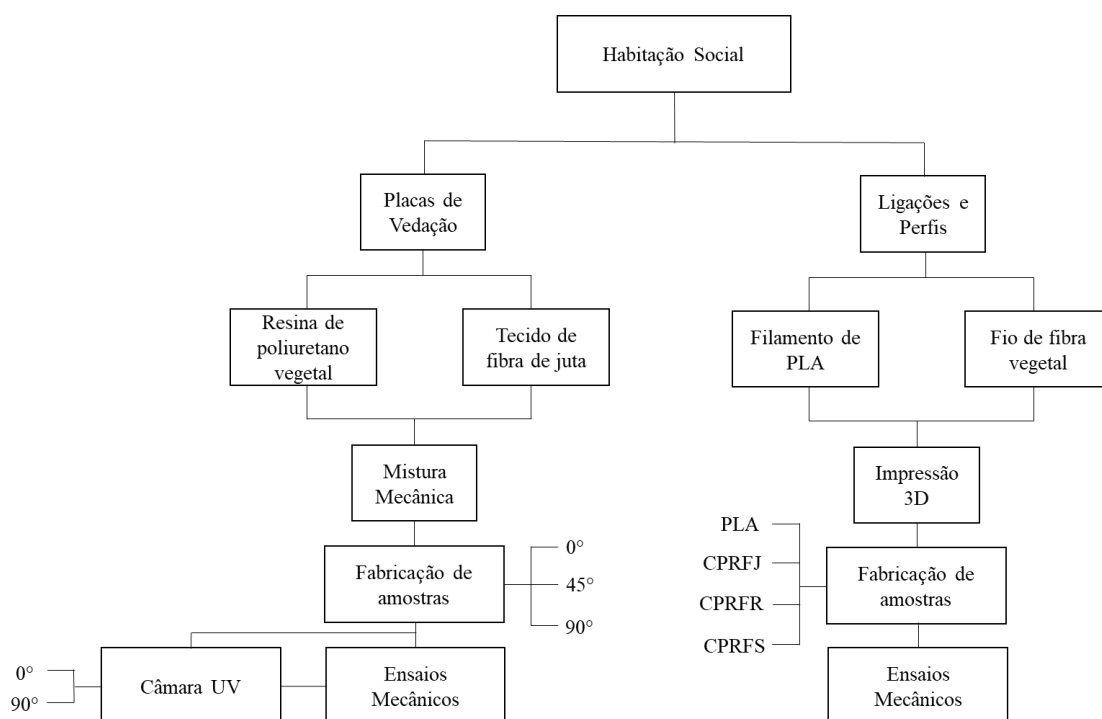 Habitação Social
Placas de
Vedação
Ligações e
Perfis
Resina de
poliuretano
vegetal
Tecido de
fibra de juta
Filamento de
PLA
Fio de fibra
vegetal
Mistura
Mecânica
Impressão
3D
Fabricação de
amostras
0°
45°
90°
PLA
CPRFJ
CPRFR
CPRFS
Fabricação de
amostras
0°
90°
Câmara UV
Ensaios
Mecânicos
Ensaios
Mecânicos